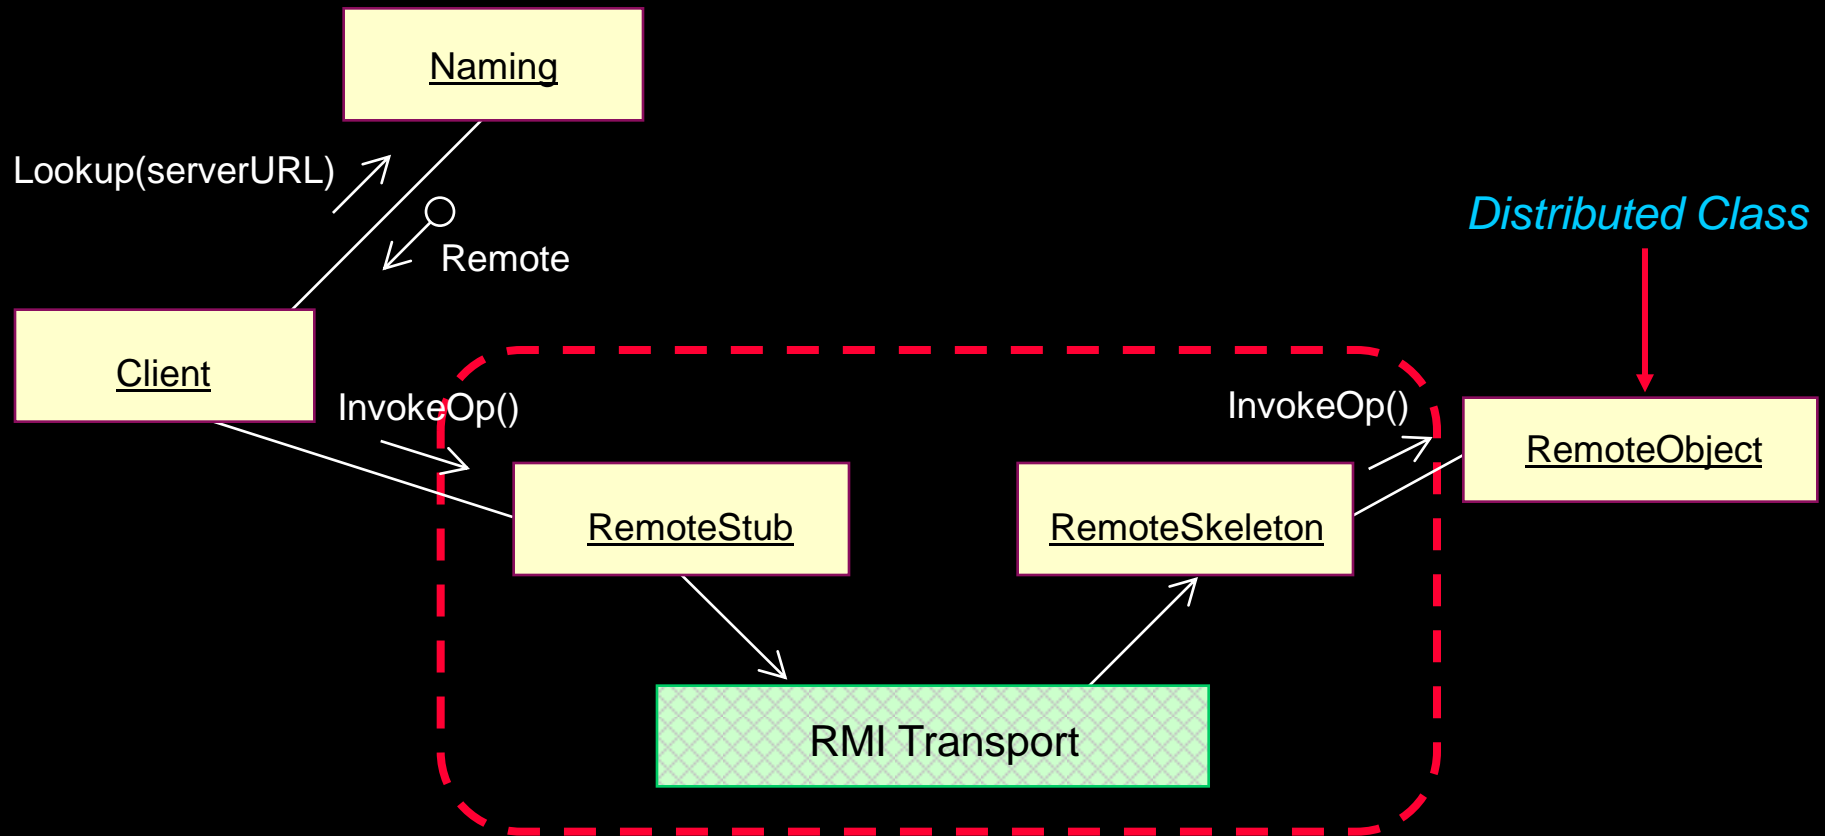 Naming
Lookup(serverURL)
Remote
Distributed Class
Client
InvokeOp()
InvokeOp()
RemoteObject
RemoteStub
RemoteSkeleton
RMI Transport